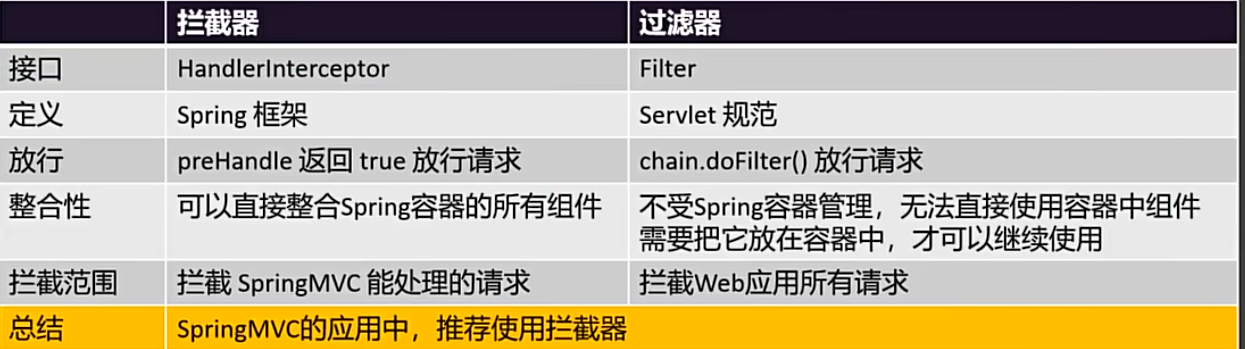 拦截器 过滤器
接口 HandlerInterceptor Filter
定义 Spring 框架 Servlet 规范
放行 preHandle 返回 true 放行请求 chain.doFilter() 放行请求
整合性 可以直接整合Spring容器的所有组件 不受Spring容器管理，无法直接使用容器中组件
需要把它放在容器中，才可以继续使用
拦截范围 拦截 SpringMVC 能处理的请求 拦截Web应用所有请求
总结 SpringMVC的应用中，推荐使用拦截器